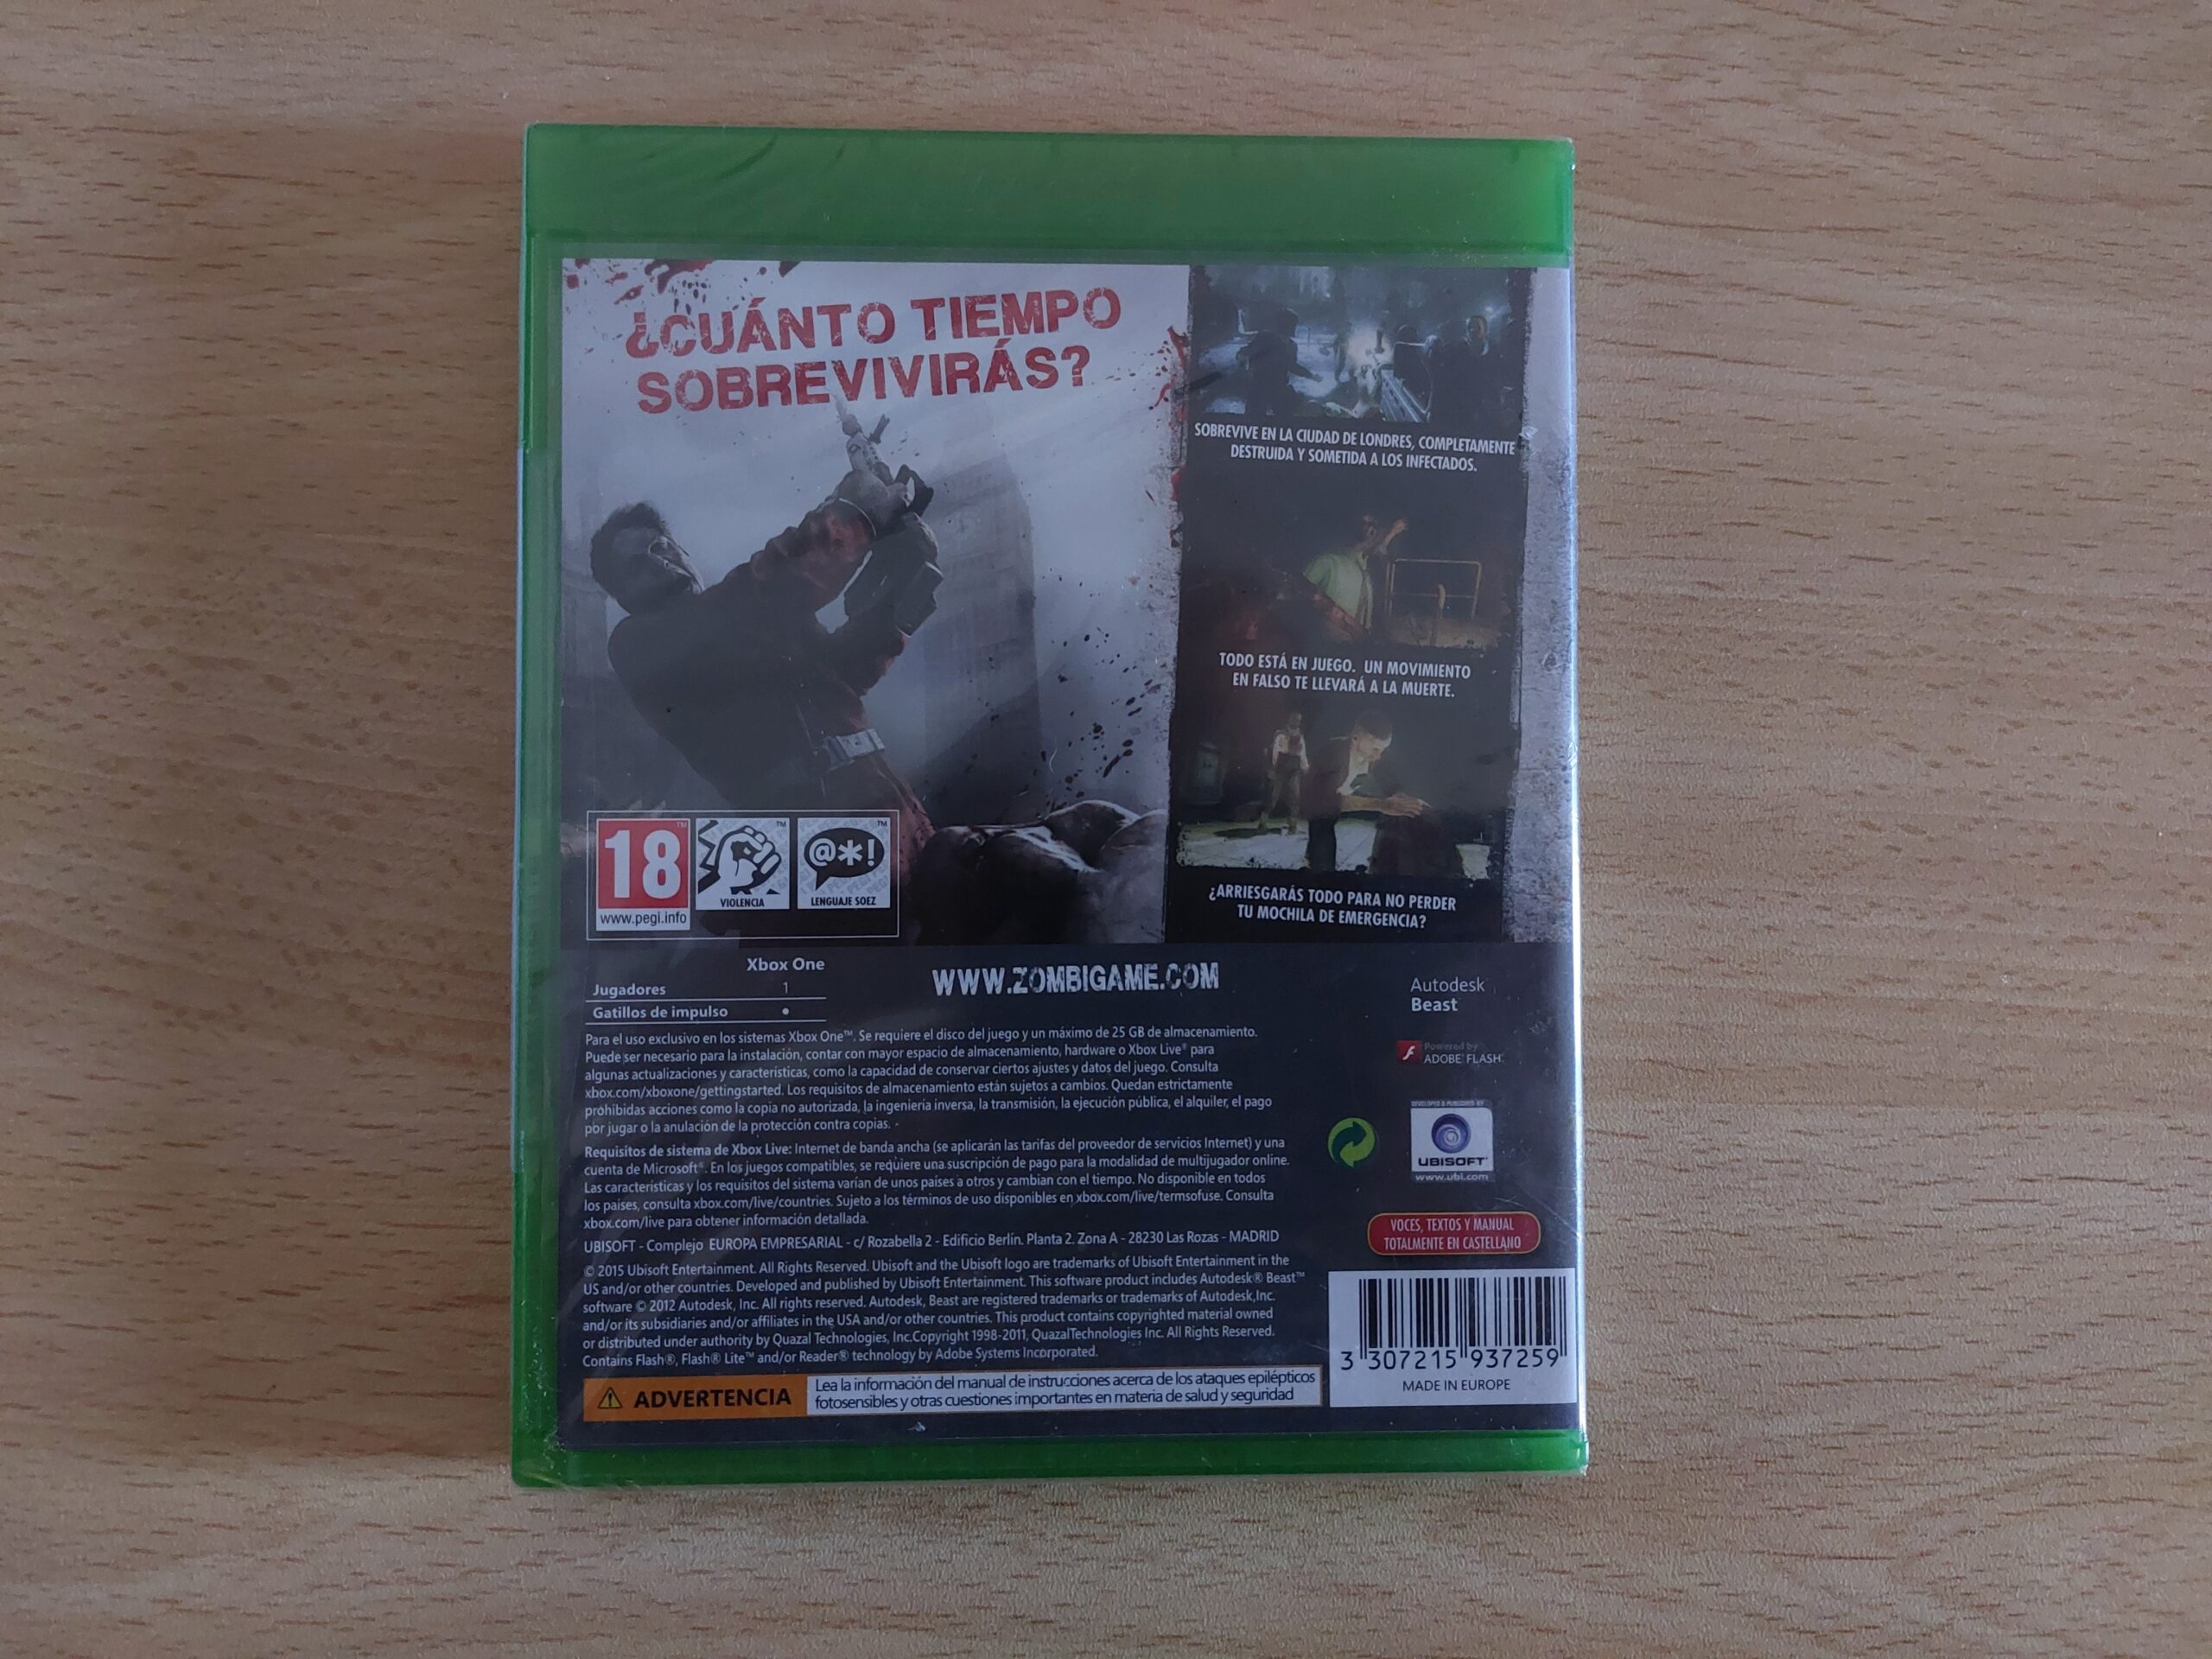 ¿CUÁNTO TIEMPO
SOBREVIVIRÁS?
SOBREVIVE EN LA CIUDAD DE LONDRES, COMPLETAMENTE
DESTRUIDA Y SOMETIDA A LOS INFECTADOS.
TODO ESTÁ EN JUEGO. UN MOVIMIENTO
EN FALSO TE LLEVARÁ A LA MUERTE.
¿ARRIESGARÁS TODO PARA NO PERDER
TU MOCHILA DE EMERGENCIA?
18™
www.pegi.info
™
VIOLENCIA
@*!™
LENGUAJE SOEZ
Xbox One
Jugadores 1
Gatillos de impulso •
WWW.ZOMBIGAME.COM
Autodesk
Beast
Powered by
ADOBE® FLASH®
Para el uso exclusivo en los sistemas Xbox One™. Se requiere el disco del juego y un máximo de 25 GB de almacenamiento.
Puede ser necesario para la instalación, contar con mayor espacio de almacenamiento, hardware o Xbox Live® para
algunas actualizaciones y características, como la capacidad de conservar ciertos ajustes y datos del juego. Consulta
xbox.com/xboxone/gettingstarted. Los requisitos de almacenamiento están sujetos a cambios. Quedan estrictamente
prohibidas acciones como la copia no autorizada, la ingeniería inversa, la transmisión, la ejecución pública, el alquiler, el pago
por jugar o la anulación de la protección contra copias.
Requisitos de sistema de Xbox Live: Internet de banda ancha (se aplicarán las tarifas del proveedor de servicios Internet) y una
cuenta de Microsoft®. En los juegos compatibles, se requiere una suscripción de pago para la modalidad de multijugador online.
Las características y los requisitos del sistema varían de unos países a otros y cambian con el tiempo. No disponible en todos
los países, consulta xbox.com/live/countries. Sujeto a los términos de uso disponibles en xbox.com/live/termsofuse. Consulta
xbox.com/live para obtener información detallada.
UBISOFT - Complejo EUROPA EMPRESARIAL - c/ Rozabella 2 - Edificio Berlín. Planta 2. Zona A - 28230 Las Rozas - MADRID
© 2015 Ubisoft Entertainment. All Rights Reserved. Ubisoft and the Ubisoft logo are trademarks of Ubisoft Entertainment in the
US and/or other countries. Developed and published by Ubisoft Entertainment. This software product includes Autodesk® Beast™
software © 2012 Autodesk, Inc. All rights reserved. Autodesk, Beast are registered trademarks or trademarks of Autodesk,Inc.
and/or its subsidiaries and/or affiliates in the USA and/or other countries. This product contains copyrighted material owned
or distributed under authority by Quazal Technologies, Inc.Copyright 1998-2011, QuazalTechnologies Inc. All Rights Reserved.
Contains Flash®, Flash® Lite™ and/or Reader® technology by Adobe Systems Incorporated.
DEVELOPED & PUBLISHED BY
UBISOFT®
www.ubi.com
VOCES, TEXTOS Y MANUAL
TOTALMENTE EN CASTELLANO
3 307215 937259
MADE IN EUROPE
ADVERTENCIA
Lea la información del manual de instrucciones acerca de los ataques epilépticos
fotosensibles y otras cuestiones importantes en materia de salud y seguridad